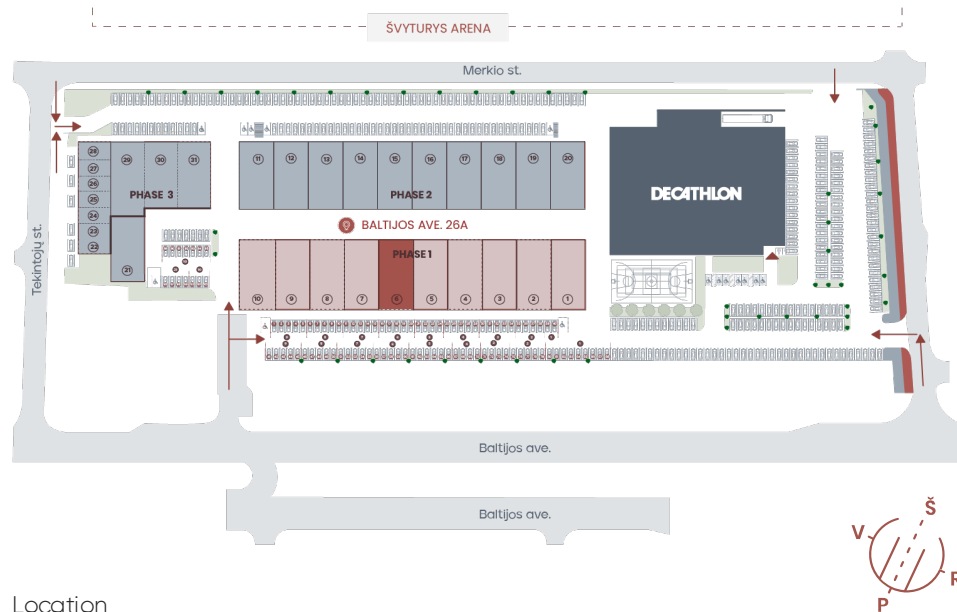 ŠVYTURYS ARENA
Merkio st.
28
29
30
31
27
26
25
24
23
22
21
PHASE 3
11
12
13
14
15
16
17
18
19
20
PHASE 2
DECATHLON
BALTIJOS AVE. 26A
PHASE 1
10
9
8
7
6
5
4
3
2
1
Tekintojų st.
Baltijos ave.
Baltijos ave.
Š
V
R
P
Location